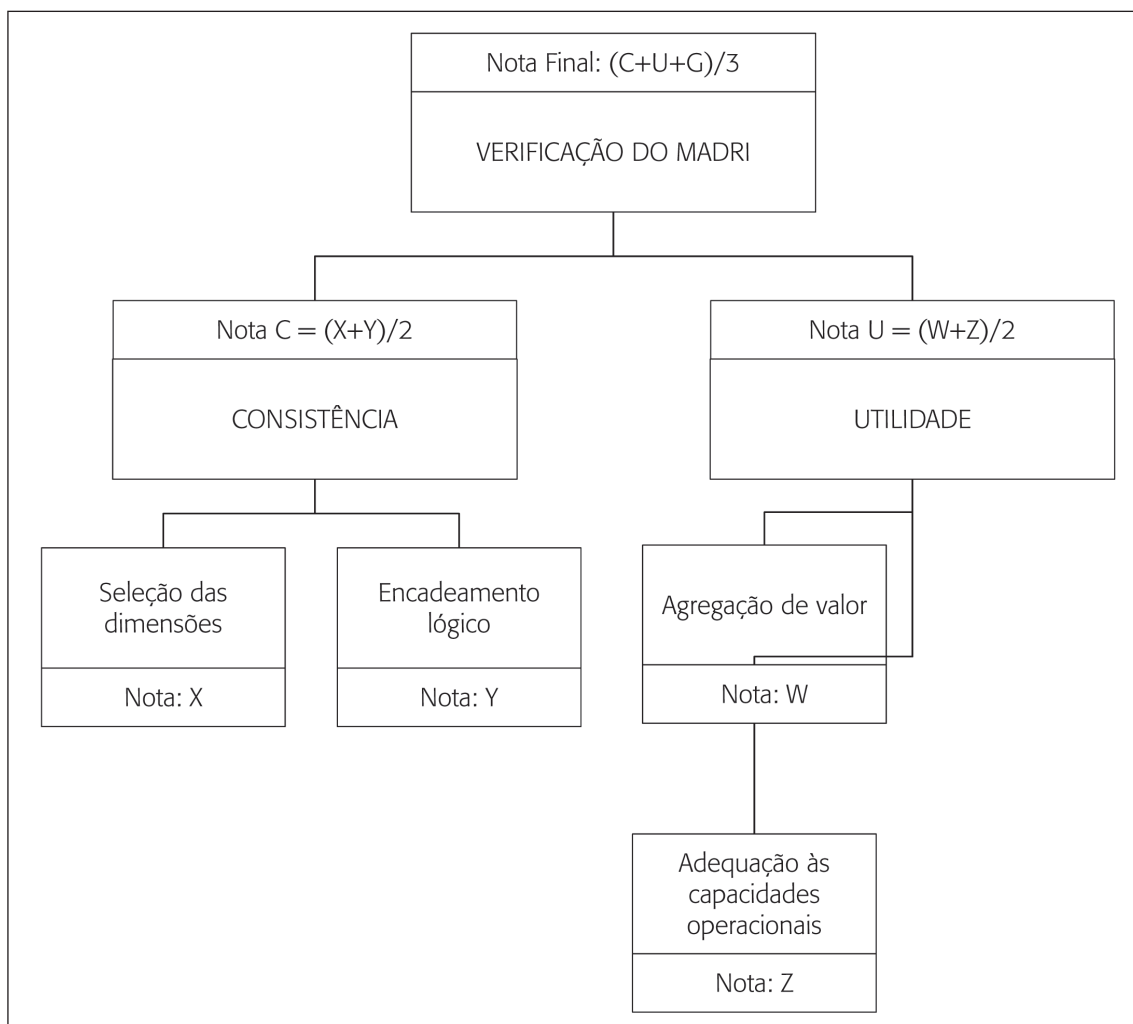 Nota Final: (C+U+G)/3
VERIFICAÇÃO DO MADRI
Nota C = (X+Y)/2
CONSISTÊNCIA
Nota U = (W+Z)/2
UTILIDADE
Seleção das
dimensões
Nota: X
Encadeamento
lógico
Nota: Y
Agregação de valor
Nota: W
Adequação às
capacidades
operacionais
Nota: Z